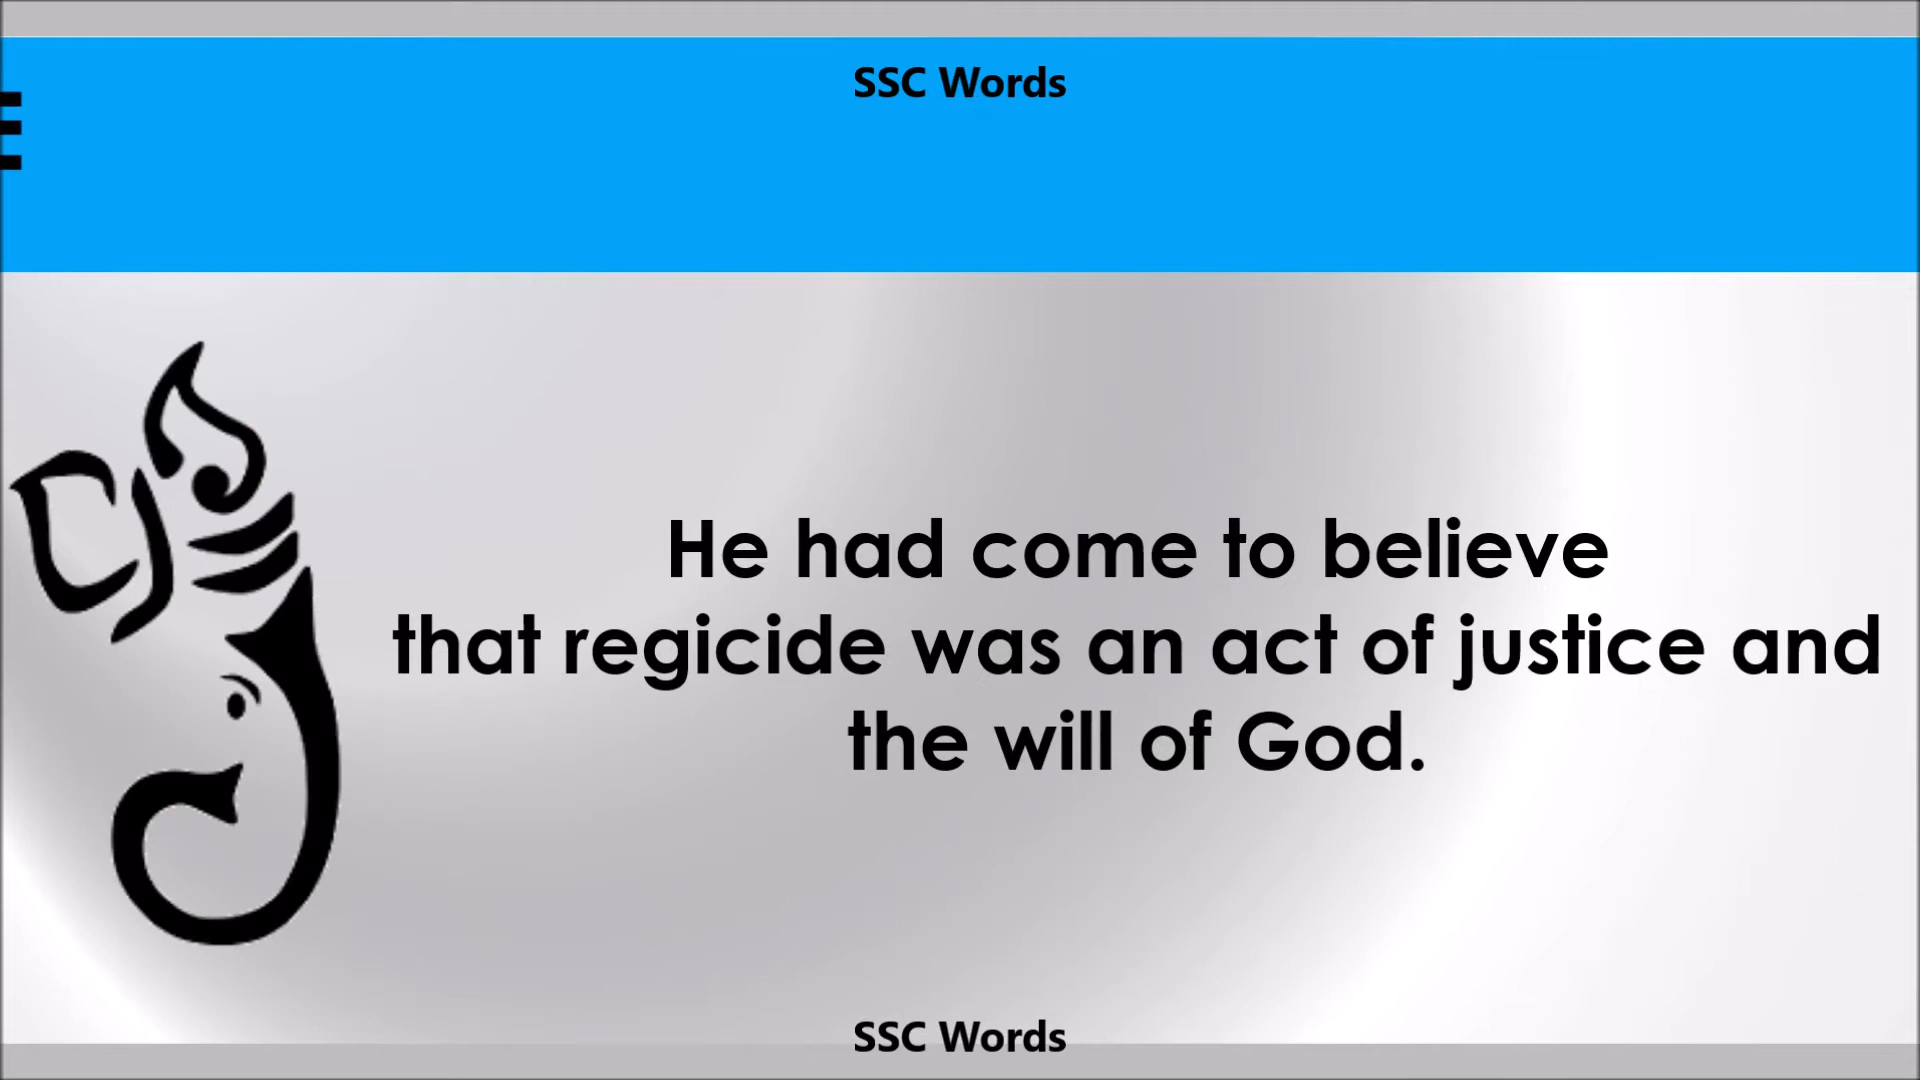 SSC Words
He had come to believe
that regicide was an act of justice and
the will of God.
SSC Words